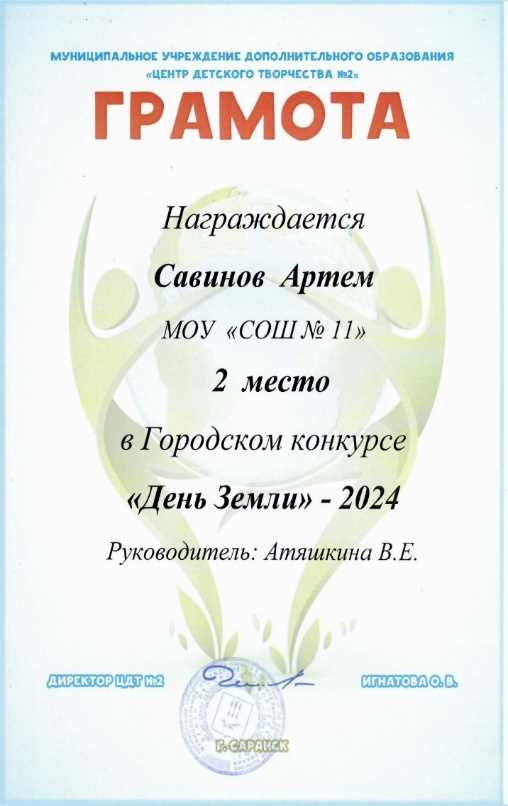 МУНИЦИПАЛЬНОЕ УЧРЕЖДЕНИЕ ДОПОЛНИТЕЛЬНОГО ОБРАЗОВАНИЯ
«ЦЕНТР ДЕТСКОГО ТВОРЧЕСТВА №2»
ГРАМОТА
Награждается
Савинов Артем
МОУ «СОШ № 11»
2 место
в Городском конкурсе
«День Земли» - 2024
Руководитель: Атяшкина В.Е.
ДИРЕКТОР ЦДТ №2 ИГНАТОВА О. В.
Г. САРАНСК